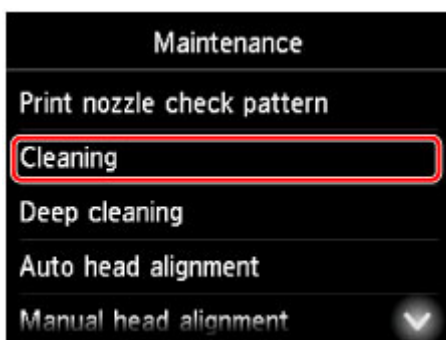 Maintenance
Print nozzle check pattern
Cleaning
Deep cleaning
Auto head alignment
Manual head alignment